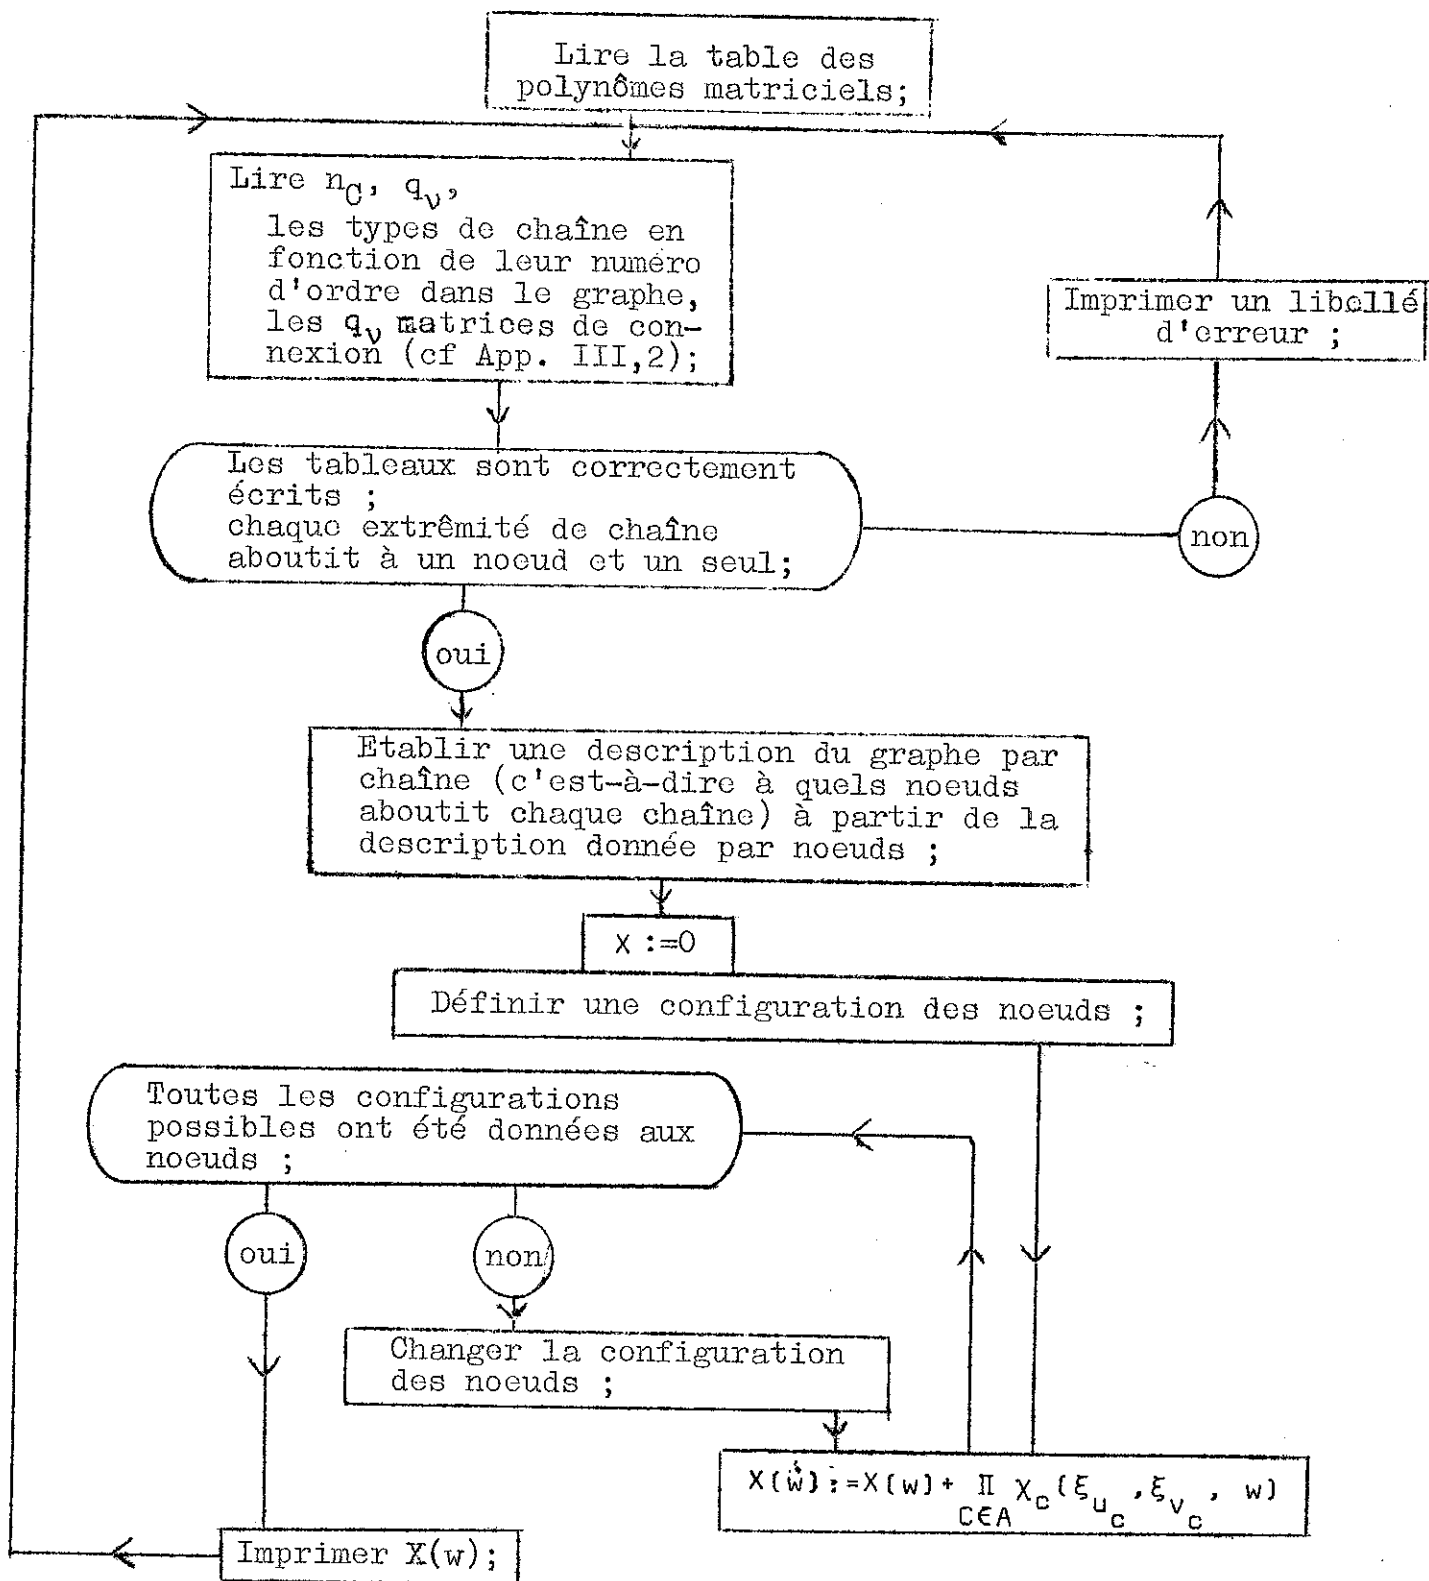 Lire la table des
polynômes matriciels;
Lire n_C, q_ν,
les types de chaîne en
fonction de leur numéro
d'ordre dans le graphe,
les q_ν matrices de con-
nexion (cf App. III,2);
Imprimer un libellé
d'erreur ;
Les tableaux sont correctement
écrits ;
chaque extrêmité de chaîne
aboutit à un noeud et un seul;
non
oui
Etablir une description du graphe par
chaîne (c'est-à-dire à quels noeuds
aboutit chaque chaîne) à partir de la
description donnée par noeuds ;
X :=0
Définir une configuration des noeuds ;
Toutes les configurations
possibles ont été données aux
noeuds ;
oui
non
Changer la configuration
des noeuds ;
X(w) := X(w) + Π χ_c (ξ_{u_c}, ξ_{v_c}, w)
C∈A
Imprimer X(w);